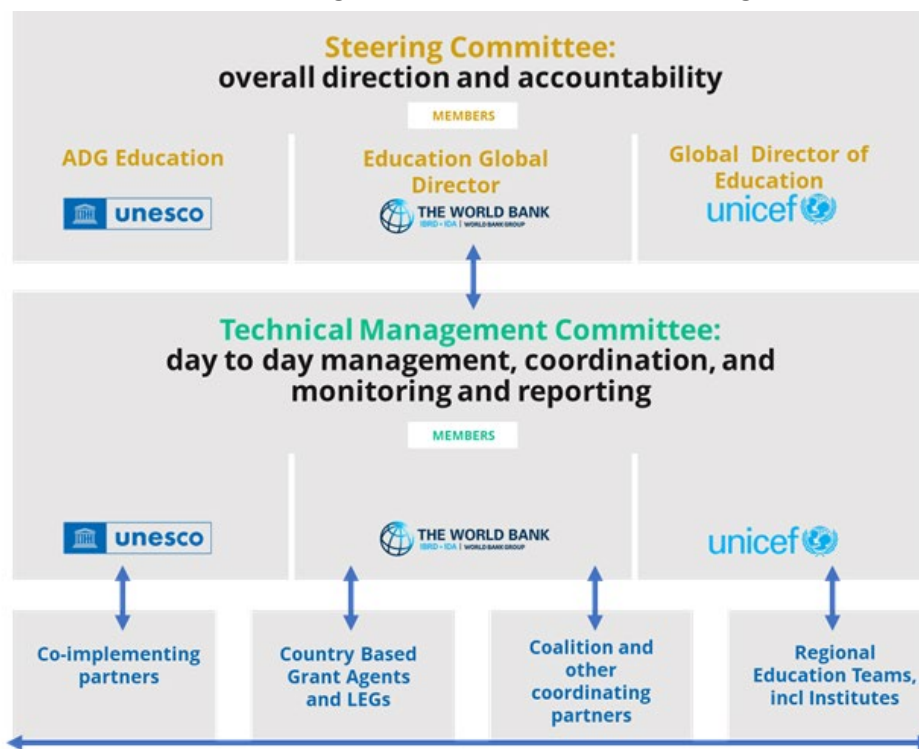 Steering Committee:
overall direction and accountability
MEMBERS
ADG Education
unesco
Education Global
Director
THE WORLD BANK
IBRD • IDA | WORLD BANK GROUP
Global Director of
Education
unicef
Technical Management Committee:
day to day management, coordination, and
monitoring and reporting
MEMBERS
unesco
THE WORLD BANK
IBRD • IDA | WORLD BANK GROUP
unicef
Co-implementing
partners
Country Based
Grant Agents
and LEGs
Coalition and
other
coordinating
partners
Regional
Education Teams,
incl Institutes